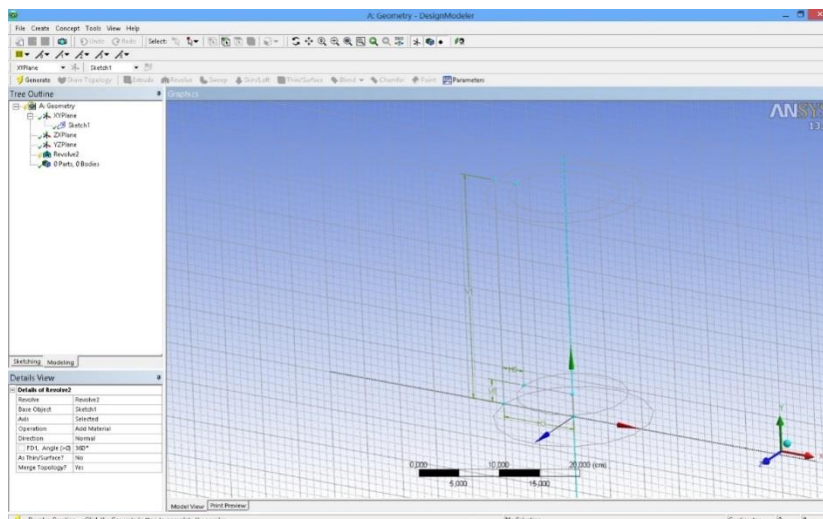 A: Geometry - DesignModeler
File Create Concept Tools View Help
Undo Redo Select:
XYPlane Sketch1
Generate Share Topology Extrude Revolve Sweep Skin/Loft Thin/Surface Blend Chamfer Point Parameters
Tree Outline
Graphics
A: Geometry
XYPlane
Sketch1
ZXPlane
YZPlane
Revolve2
0 Parts, 0 Bodies
ANSYS
Sketching Modeling
Details View
Details of Revolve2
Revolve Revolve2
Base Object Sketch1
Axis Selected
Operation Add Material
Direction Normal
FD1, Angle (>0) 360°
As Thin/Surface? No
Merge Topology? Yes
0,000 10,000 20,000 (cm)
5,000 15,000
Model View Print Preview